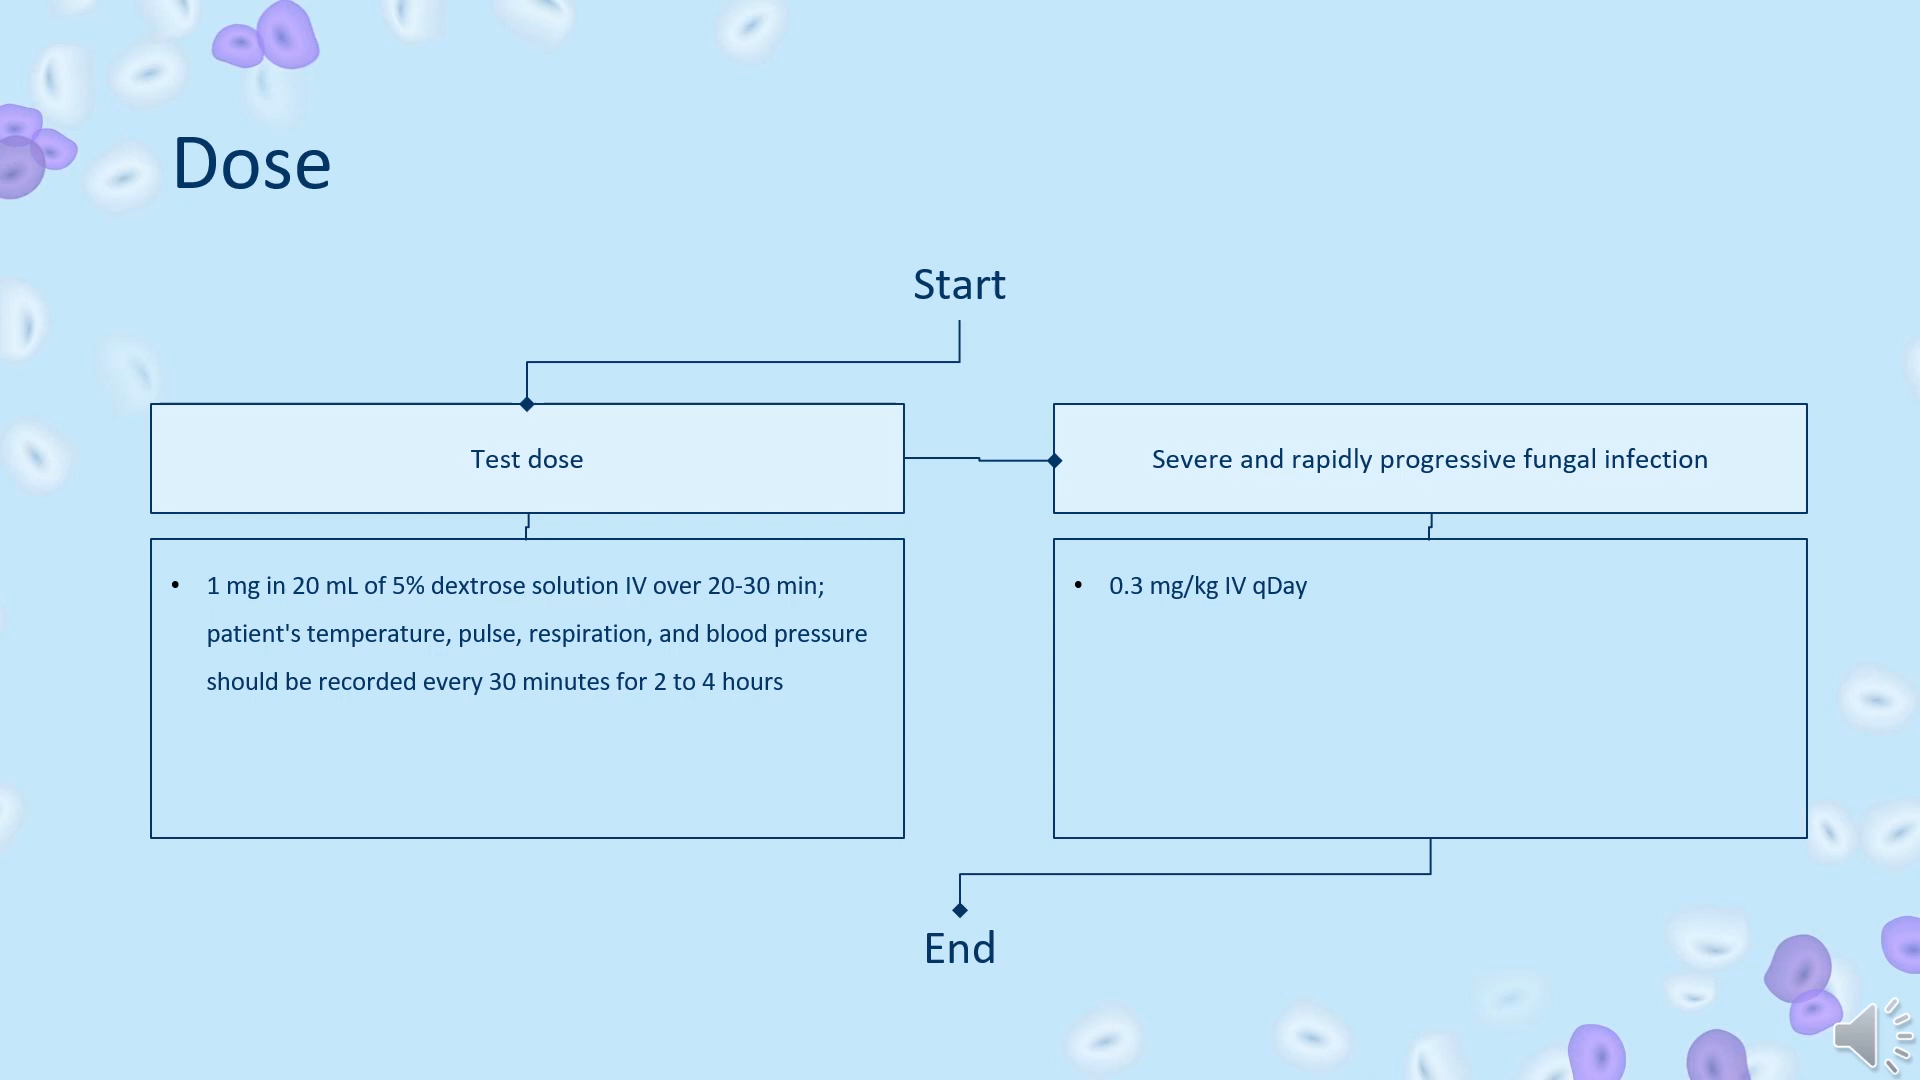 Dose
Start
Test dose
• 1 mg in 20 mL of 5% dextrose solution IV over 20-30 min;
patient's temperature, pulse, respiration, and blood pressure
should be recorded every 30 minutes for 2 to 4 hours
Severe and rapidly progressive fungal infection
• 0.3 mg/kg IV qDay
End